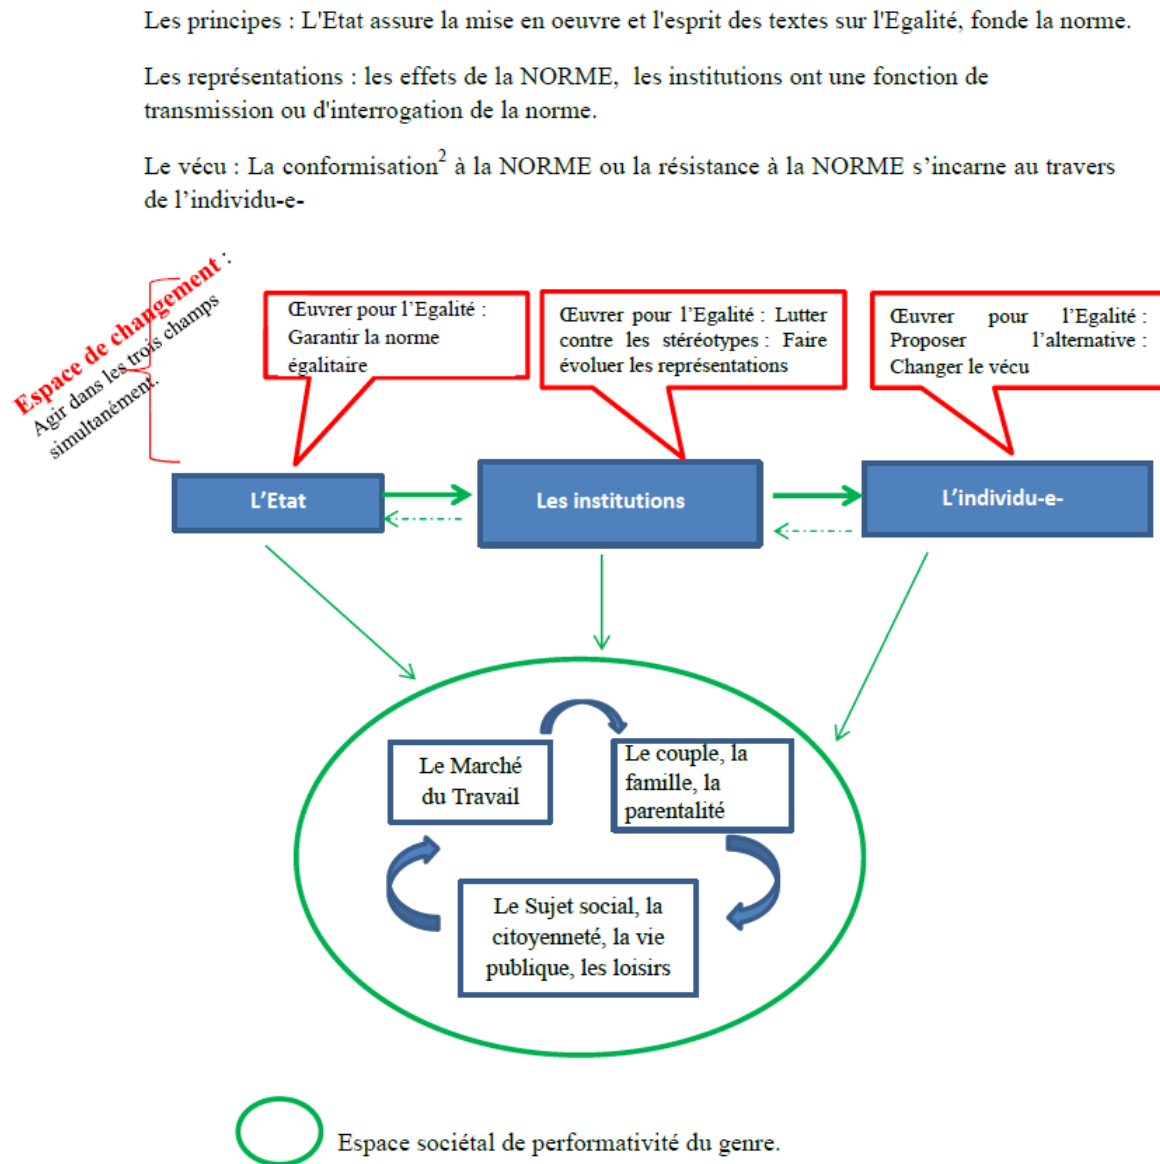 Les principes : L'Etat assure la mise en oeuvre et l'esprit des textes sur l'Egalité, fonde la norme.
Les représentations : les effets de la NORME, les institutions ont une fonction de
transmission ou d'interrogation de la norme.
Le vécu : La conformisation² à la NORME ou la résistance à la NORME s’incarne au travers
de l’individu-e-
Espace de changement :
Agir dans les trois champs
simultanément.
Œuvrer pour l’Egalité :
Garantir la norme
égalitaire
Œuvrer pour l’Egalité : Lutter
contre les stéréotypes : Faire
évoluer les représentations
Œuvrer pour l’Egalité :
Proposer l’alternative :
Changer le vécu
L’Etat
Les institutions
L’individu-e-
Le Marché
du Travail
Le couple, la
famille, la
parentalité
Le Sujet social, la
citoyenneté, la vie
publique, les loisirs
Espace sociétal de performativité du genre.